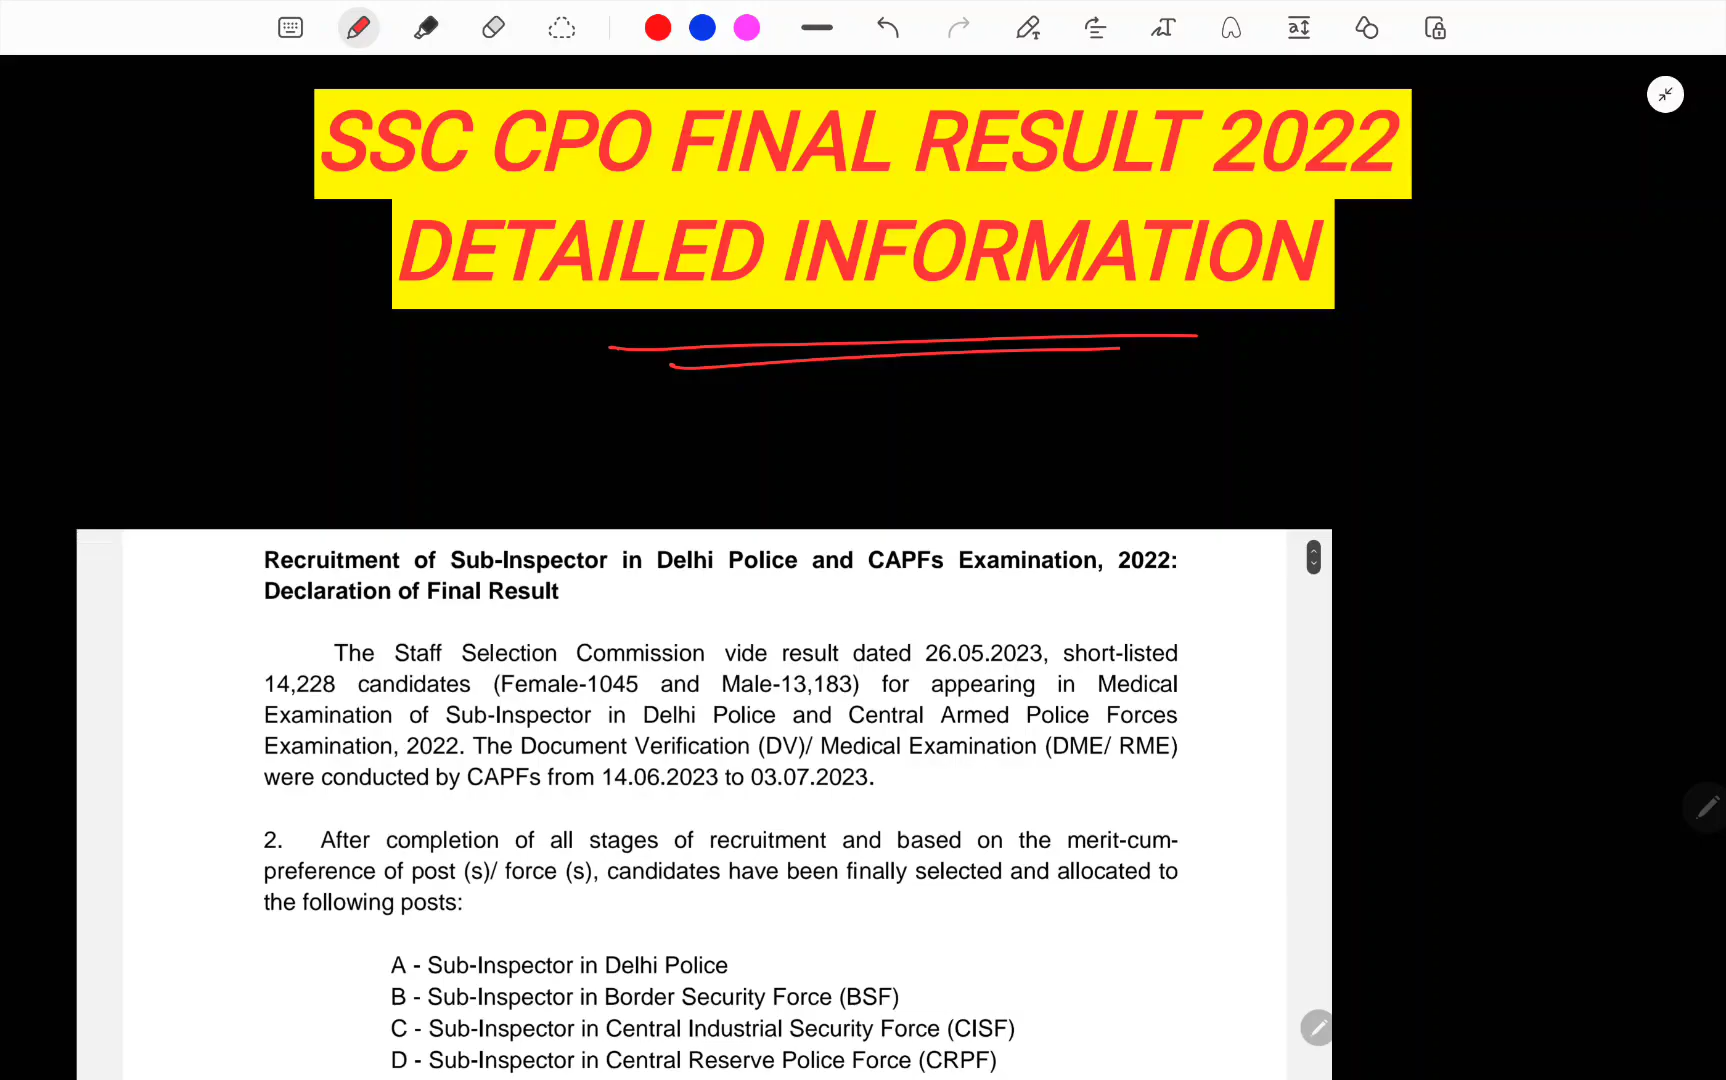 SSC CPO FINAL RESULT 2022
DETAILED INFORMATION
Recruitment of Sub-Inspector in Delhi Police and CAPFs Examination, 2022:
Declaration of Final Result
The Staff Selection Commission vide result dated 26.05.2023, short-listed
14,228 candidates (Female-1045 and Male-13,183) for appearing in Medical
Examination of Sub-Inspector in Delhi Police and Central Armed Police Forces
Examination, 2022. The Document Verification (DV)/ Medical Examination (DME/ RME)
were conducted by CAPFs from 14.06.2023 to 03.07.2023.
2. After completion of all stages of recruitment and based on the merit-cum-
preference of post (s)/ force (s), candidates have been finally selected and allocated to
the following posts:
A - Sub-Inspector in Delhi Police
B - Sub-Inspector in Border Security Force (BSF)
C - Sub-Inspector in Central Industrial Security Force (CISF)
D - Sub-Inspector in Central Reserve Police Force (CRPF)